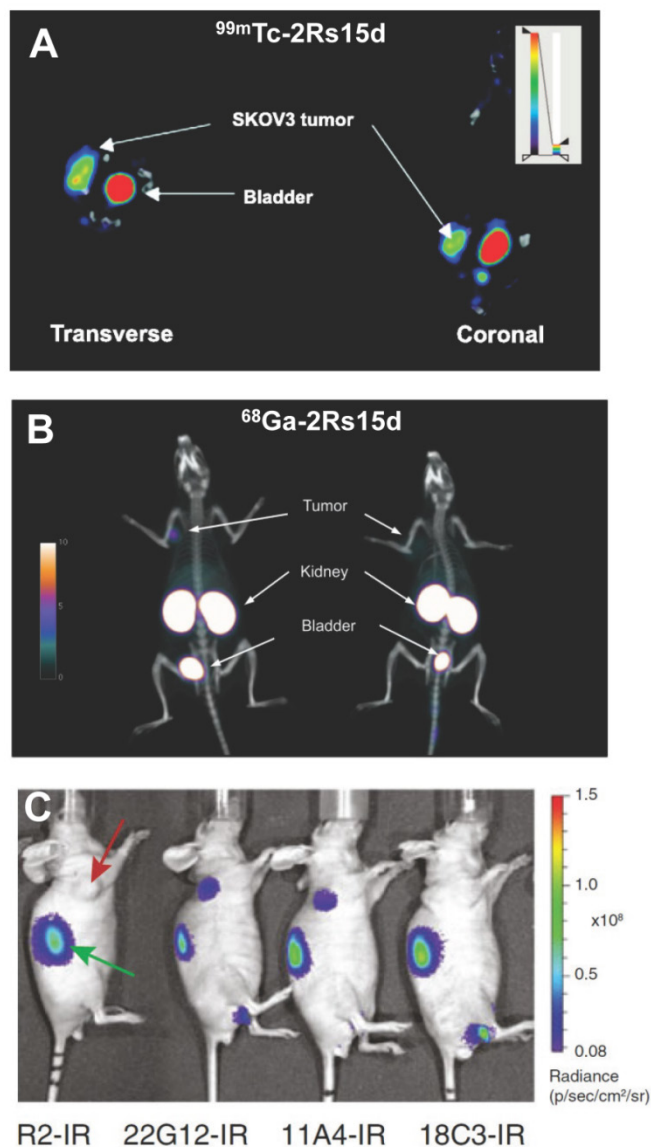 A
99mTc-2Rs15d
SKOV3 tumor
Bladder
Transverse
Coronal
B
68Ga-2Rs15d
10
5
0
Tumor
Kidney
Bladder
C
1.5
1.0
x10⁸
0.5
0.08
Radiance
(p/sec/cm²/sr)
R2-IR 22G12-IR 11A4-IR 18C3-IR